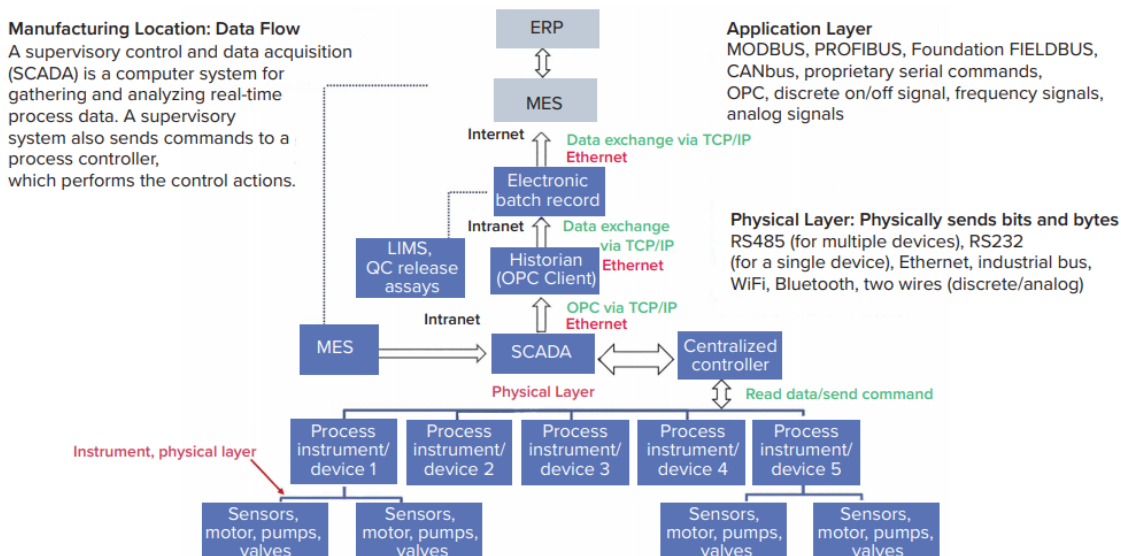 Manufacturing Location: Data Flow
A supervisory control and data acquisition
(SCADA) is a computer system for
gathering and analyzing real-time
process data. A supervisory
system also sends commands to a
process controller,
which performs the control actions.
ERP
MES
Application Layer
MODBUS, PROFIBUS, Foundation FIELDBUS,
CANbus, proprietary serial commands,
OPC, discrete on/off signal, frequency signals,
analog signals
Internet
Data exchange via TCP/IP
Ethernet
Electronic
batch record
Intranet
Data exchange
via TCP/IP
Ethernet
LIMS,
QC release
assays
Historian
(OPC Client)
Physical Layer: Physically sends bits and bytes
RS485 (for multiple devices), RS232
(for a single device), Ethernet, industrial bus,
WiFi, Bluetooth, two wires (discrete/analog)
OPC via TCP/IP
Ethernet
Intranet
MES
SCADA
Centralized
controller
Physical Layer
Read data/send command
Process
instrument/
device 1
Process
instrument/
device 2
Process
instrument/
device 3
Process
instrument/
device 4
Process
instrument/
device 5
Instrument, physical layer
Sensors,
motor, pumps,
valves
Sensors,
motor, pumps,
valves
Sensors,
motor, pumps,
valves
Sensors,
motor, pumps,
valves